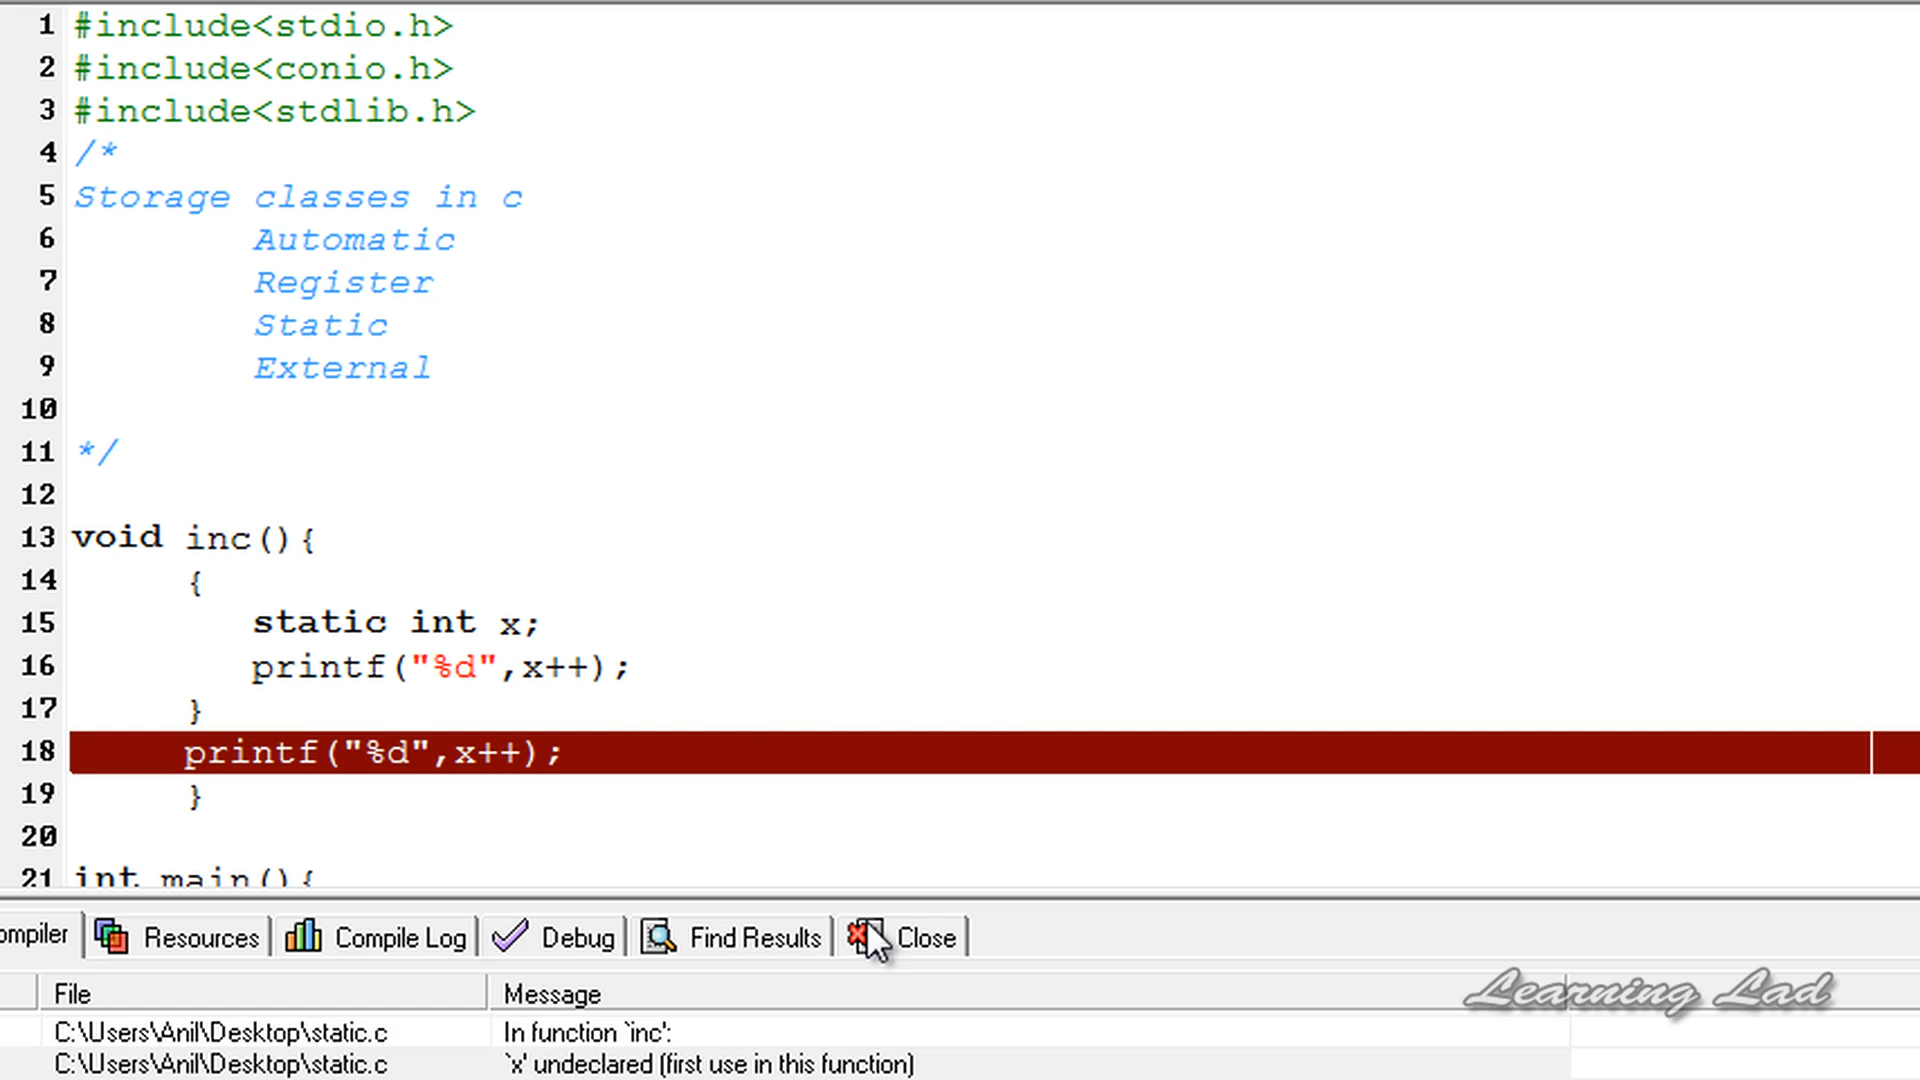 1 #include<stdio.h>
2 #include<conio.h>
3 #include<stdlib.h>
4 /*
5 Storage classes in c
6 Automatic
7 Register
8 Static
9 External
10
11 */
12
13 void inc(){
14 {
15 static int x;
16 printf("%d",x++);
17 }
18 printf("%d",x++);
19 }
20
21 int main(){
ompiler Resources Compile Log Debug Find Results Close
File Message
Learning Lad
C:\Users\Anil\Desktop\static.c In function `inc':
C:\Users\Anil\Desktop\static.c `x' undeclared (first use in this function)